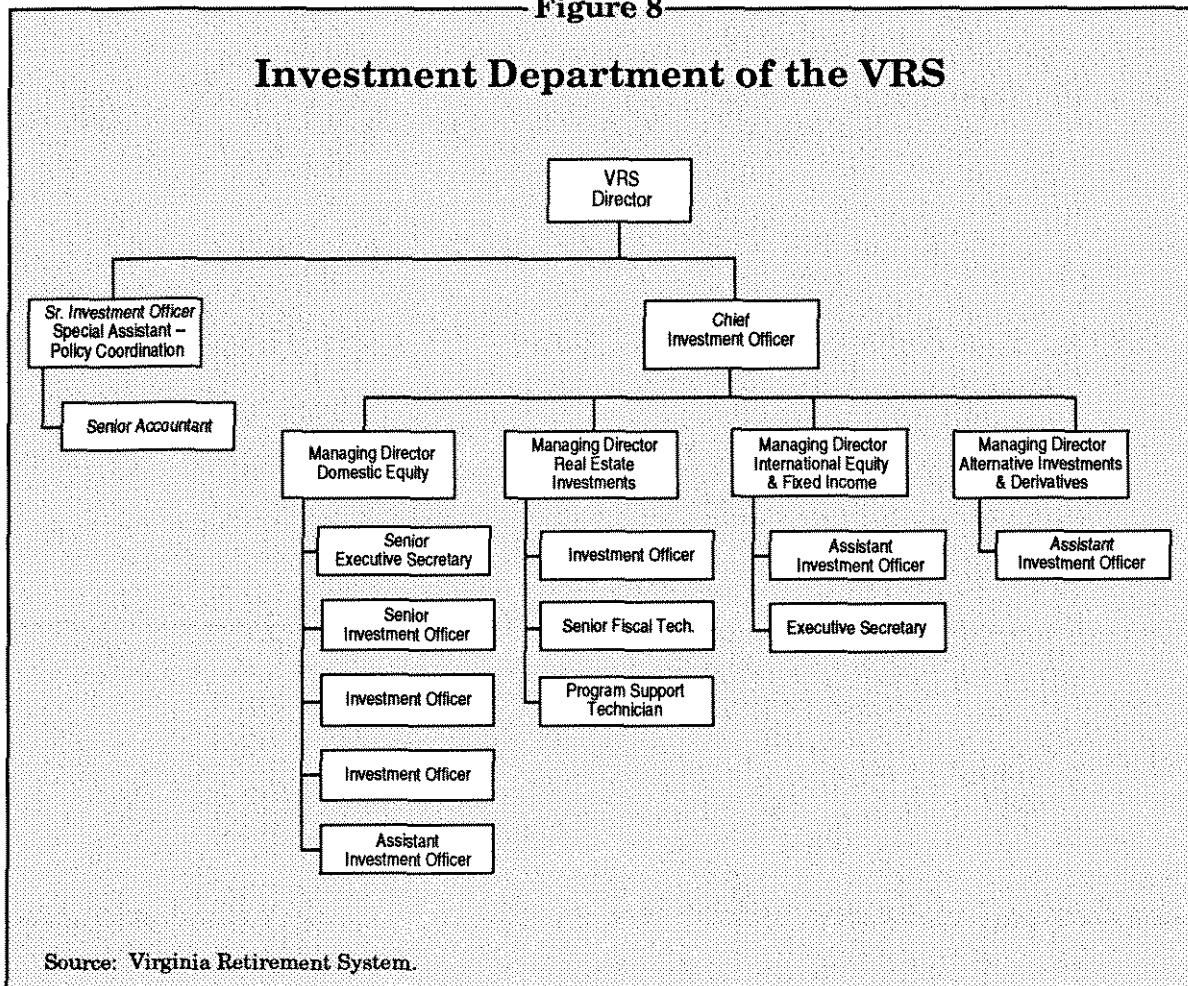 Figure 8
Investment Department of the VRS
VRS
Director
Sr. Investment Officer
Special Assistant –
Policy Coordination
Chief
Investment Officer
Senior Accountant
Managing Director
Domestic Equity
Managing Director
Real Estate
Investments
Managing Director
International Equity
& Fixed Income
Managing Director
Alternative Investments
& Derivatives
Senior
Executive Secretary
Senior
Investment Officer
Investment Officer
Investment Officer
Assistant
Investment Officer
Investment Officer
Senior Fiscal Tech.
Program Support
Technician
Assistant
Investment Officer
Executive Secretary
Assistant
Investment Officer
Source: Virginia Retirement System.